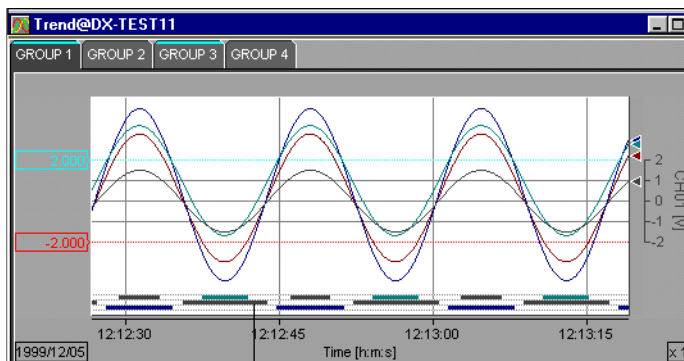 Trend@DX-TEST11
GROUP 1 GROUP 2 GROUP 3 GROUP 4
2.000
-2.000
2
1
0
-1
-2
CH01 [V]
12:12:30 12:12:45 12:13:00 12:13:15
1999/12/05 Time [h:m:s] x 1